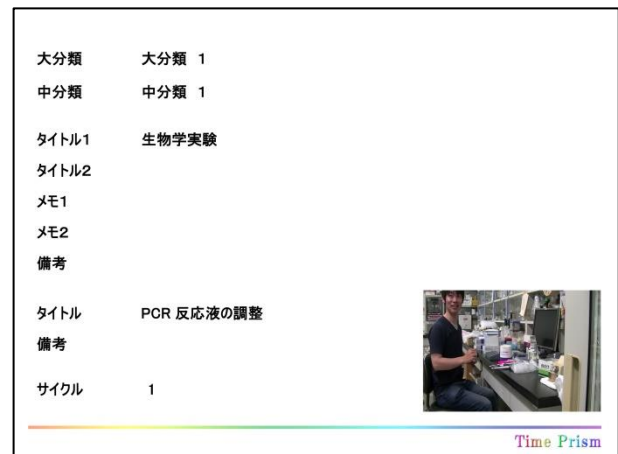 大分類 大分類 1
中分類 中分類 1
タイトル1 生物学実験
タイトル2
メモ1
メモ2
備考
タイトル PCR 反応液の調整
備考
サイクル 1
Time Prism